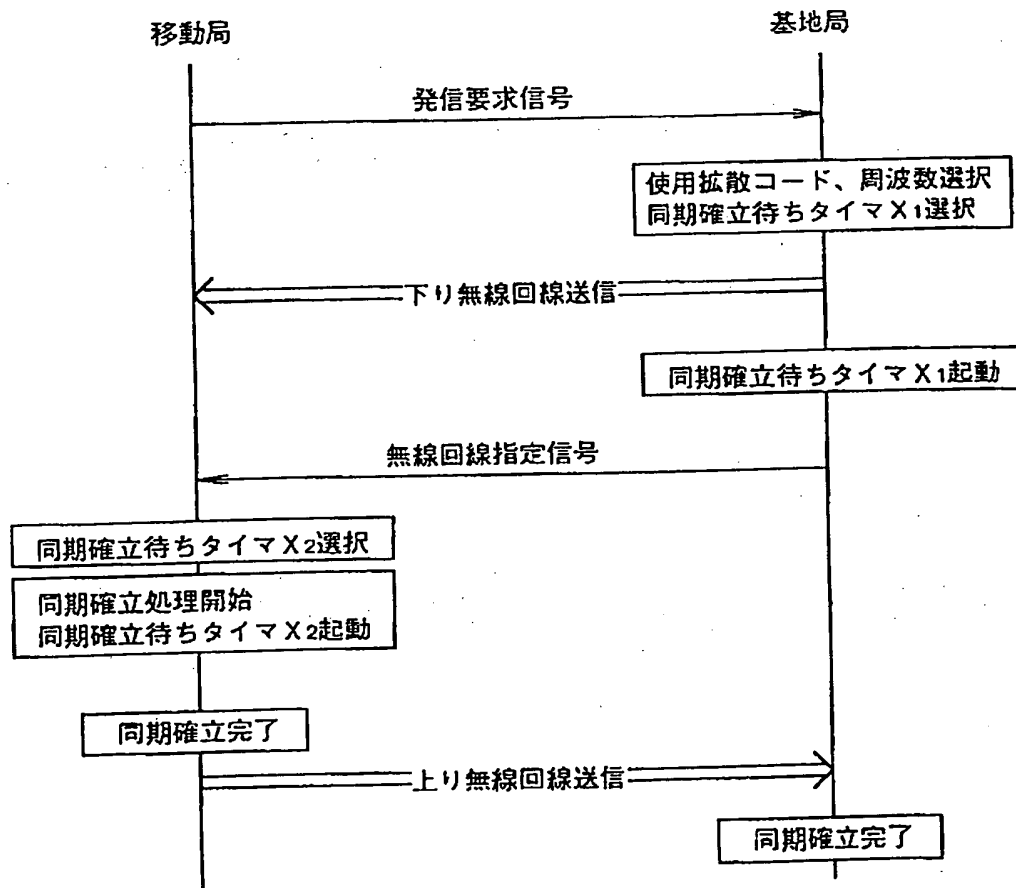 移動局
基地局
発信要求信号
使用拡散コード、周波数選択
同期確立待ちタイマX1選択
下り無線回線送信
同期確立待ちタイマX1起動
無線回線指定信号
同期確立待ちタイマX2選択
同期確立処理開始
同期確立待ちタイマX2起動
同期確立完了
上り無線回線送信
同期確立完了